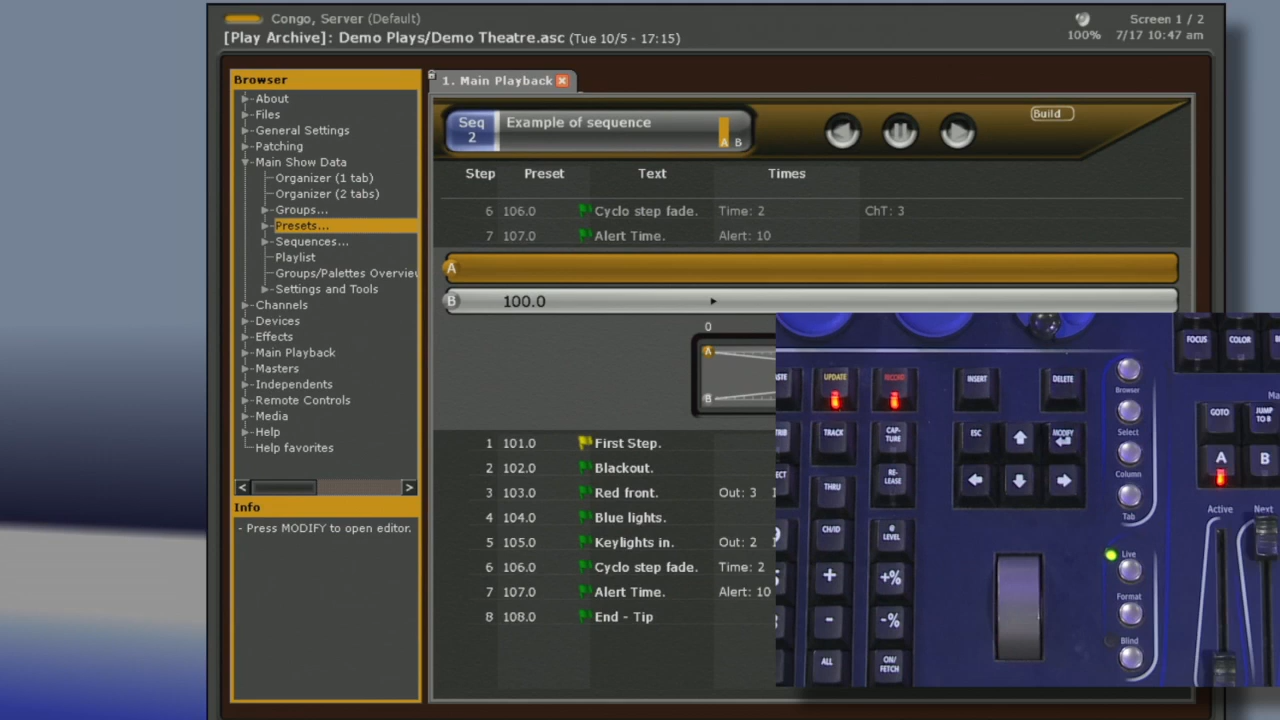 Congo, Server (Default)
[Play Archive]: Demo Plays/Demo Theatre.asc (Tue 10/5 - 17:15)
100%
Screen 1 / 2
7/17 10:47 am
Browser
About
Files
General Settings
Patching
Main Show Data
Organizer (1 tab)
Organizer (2 tabs)
Groups...
Presets...
Sequences...
Playlist
Groups/Palettes Overview
Settings and Tools
Channels
Devices
Effects
Main Playback
Masters
Independents
Remote Controls
Media
Help
Help favorites
Info
- Press MODIFY to open editor.
1. Main Playback
Seq
2
Example of sequence
A B
Build
Step Preset Text Times
6 106.0 Cyclo step fade. Time: 2 ChT: 3
7 107.0 Alert Time. Alert: 10
A
B 100.0
0
A
B
1 101.0 First Step.
2 102.0 Blackout.
3 103.0 Red front. Out: 3
4 104.0 Blue lights.
5 105.0 Keylights in. Out: 2
6 106.0 Cyclo step fade. Time: 2
7 107.0 Alert Time. Alert: 10
8 108.0 End - Tip
UPDATE
RECORD
INSERT
DELETE
TRACK
CAP-
TURE
ESC
MODIFY
THRU
RE-
LEASE
CH/ID
@
LEVEL
+
+%
-
-%
ALL
ON/
FETCH
Browser
Select
Column
Tab
Live
Format
Blind
FOCUS
COLOR
GOTO
JUMP
TO B
A
B
Active
Next